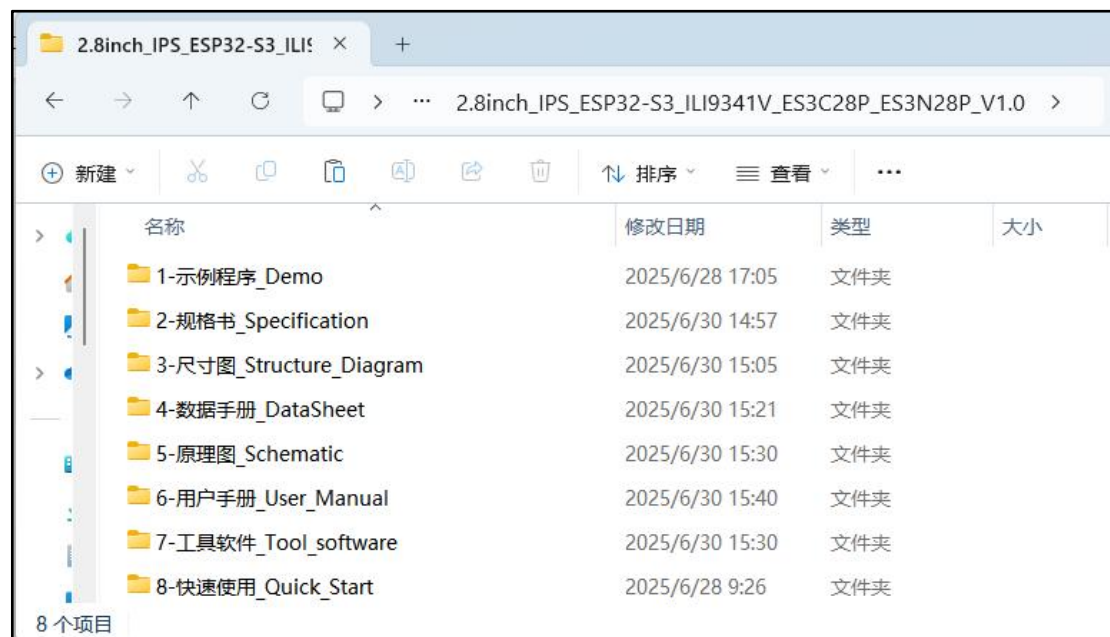 2.8inch_IPS_ESP32-S3_ILI9
2.8inch_IPS_ESP32-S3_ILI9341V_ES3C28P_ES3N28P_V1.0
新建 排序 查看
名称 修改日期 类型 大小
1-示例程序_Demo 2025/6/28 17:05 文件夹
2-规格书_Specification 2025/6/30 14:57 文件夹
3-尺寸图_Structure_Diagram 2025/6/30 15:05 文件夹
4-数据手册_DataSheet 2025/6/30 15:21 文件夹
5-原理图_Schematic 2025/6/30 15:30 文件夹
6-用户手册_User_Manual 2025/6/30 15:40 文件夹
7-工具软件_Tool_software 2025/6/30 15:30 文件夹
8-快速使用_Quick_Start 2025/6/28 9:26 文件夹
8 个项目